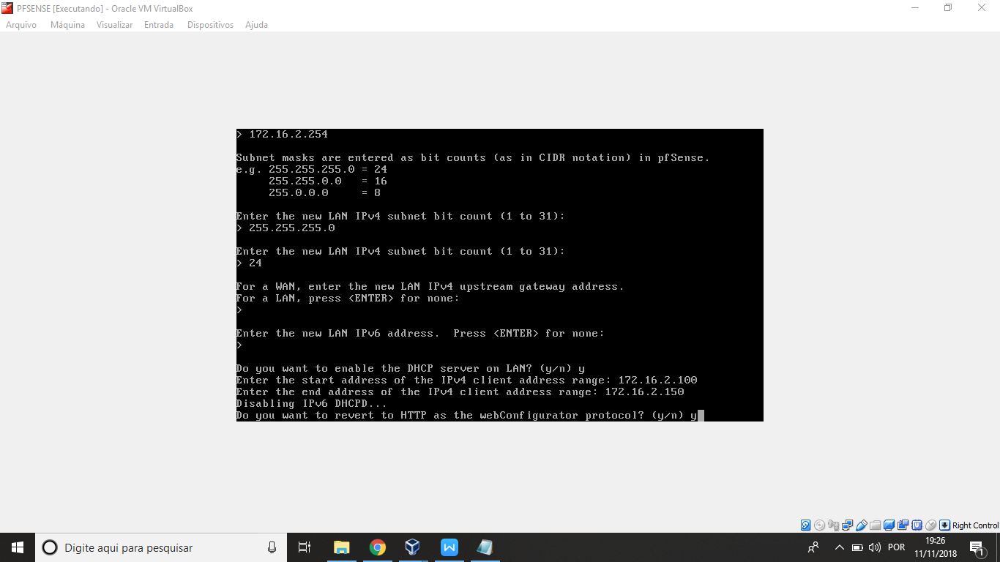 PFSENSE [Executando] - Oracle VM VirtualBox
Arquivo Máquina Visualizar Entrada Dispositivos Ajuda
> 172.16.2.254
Subnet masks are entered as bit counts (as in CIDR notation) in pfSense.
e.g. 255.255.255.0 = 24
255.255.0.0 = 16
255.0.0.0 = 8
Enter the new LAN IPv4 subnet bit count (1 to 31):
> 255.255.255.0
Enter the new LAN IPv4 subnet bit count (1 to 31):
> 24
For a WAN, enter the new LAN IPv4 upstream gateway address.
For a LAN, press <ENTER> for none:
>
Enter the new LAN IPv6 address.  Press <ENTER> for none:
>
Do you want to enable the DHCP server on LAN? (y/n) y
Enter the start address of the IPv4 client address range: 172.16.2.100
Enter the end address of the IPv4 client address range: 172.16.2.150
Disabling IPv6 DHCPD...
Do you want to revert to HTTP as the webConfigurator protocol? (y/n) y
Right Control
Digite aqui para pesquisar
POR
19:26
11/11/2018
1